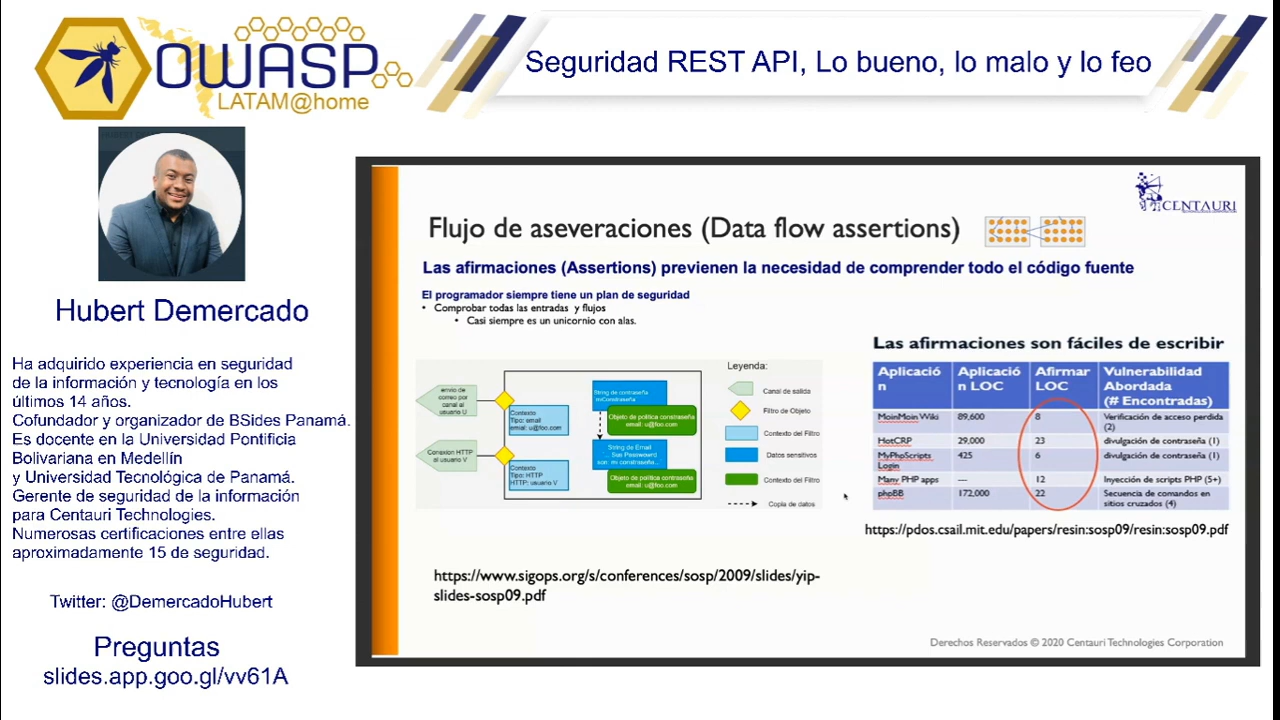 OWASP
LATAM@home
Seguridad REST API, Lo bueno, lo malo y lo feo
Hubert Demercado
Ha adquirido experiencia en seguridad
de la información y tecnología en los
últimos 14 años.
Cofundador y organizador de BSides Panamá.
Es docente en la Universidad Pontificia
Bolivariana en Medellín
y Universidad Tecnológica de Panamá.
Gerente de seguridad de la información
para Centauri Technologies.
Numerosas certificaciones entre ellas
aproximadamente 15 de seguridad.
Twitter: @DemercadoHubert
Preguntas
slides.app.goo.gl/vv61A
CENTAURI
Flujo de aseveraciones (Data flow assertions)
Las afirmaciones (Assertions) previenen la necesidad de comprender todo el código fuente
El programador siempre tiene un plan de seguridad
• Comprobar todas las entradas y flujos
• Casi siempre es un unicornio con alas.
envio de
correo por
canal al
usuario U
Conexion HTTP
al usuario V
Contexto
Tipo: email
emial: u@foo.com
Contexto
Tipo: HTTP
HTTP: usuario V
String de contraseña
miConstraseña
Objeto de politica constraseña
email: u@foo.com
String de Email
... Son Passwoerd
son: mi constraseña...
Objeto de politica contraseña
email: u@foo.com
Leyenda:
Canal de salida
Filtro de Objeto
Contexto del Filtro
Datos sensitivos
Contexto del Filtro
Copia de datos
Las afirmaciones son fáciles de escribir
Aplicació
n
Aplicació
n LOC
Afirmar
LOC
Vulnerabilidad
Abordada
(# Encontradas)
MoinMoin Wiki 89,600 8 Verificación de acceso perdida
(2)
HotCRP 29,000 23 divulgación de contraseña (1)
MyPhpScripts 425 6 divulgación de contraseña (1)
Login
Many PHP apps --- 12 Inyección de scripts PHP (5+)
phpBB 172,000 22 Secuencia de comandos en
sitios cruzados (4)
https://pdos.csail.mit.edu/papers/resin:sosp09/resin:sosp09.pdf
https://www.sigops.org/s/conferences/sosp/2009/slides/yip-
slides-sosp09.pdf
Derechos Reservados © 2020 Centauri Technologies Corporation